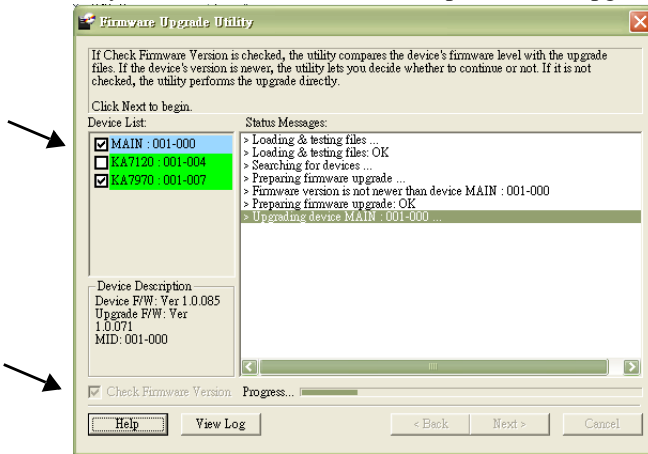 Firmware Upgrade Utility
If Check Firmware Version is checked, the utility compares the device's firmware level with the upgrade
files. If the device's version is newer, the utility lets you decide whether to continue or not. If it is not
checked, the utility performs the upgrade directly.
Click Next to begin.
Device List:
Status Messages:
MAIN : 001-000
KA7120 : 001-004
KA7970 : 001-007
> Loading & testing files ...
> Loading & testing files: OK
> Searching for devices ...
> Preparing firmware upgrade ...
> Firmware version is not newer than device MAIN : 001-000
> Preparing firmware upgrade: OK
> Upgrading device MAIN : 001-000 ...
Device Description
Device F/W: Ver 1.0.085
Upgrade F/W: Ver
1.0.071
MID: 001-000
Check Firmware Version
Progress...
Help
View Log
< Back
Next >
Cancel